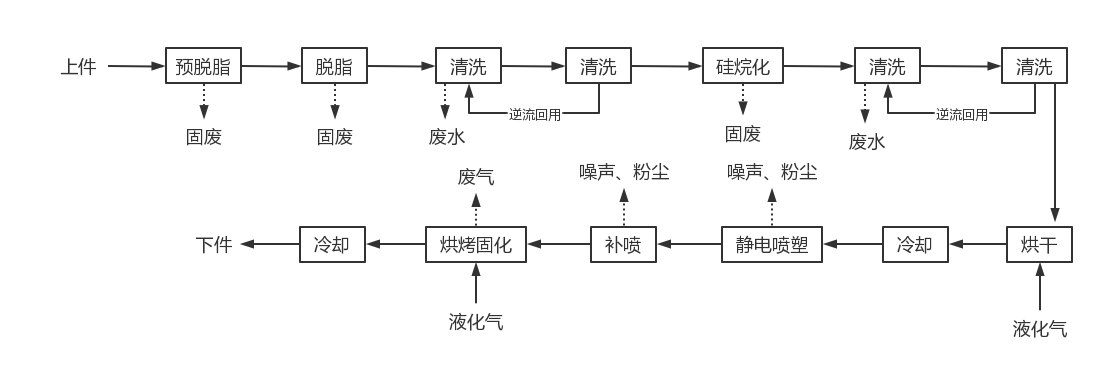 上件
预脱脂
脱脂
清洗
清洗
硅烷化
清洗
清洗
逆流回用
逆流回用
固废
固废
废水
固废
废水
废气
噪声、粉尘
噪声、粉尘
下件
冷却
烘烤固化
补喷
静电喷塑
冷却
烘干
液化气
液化气